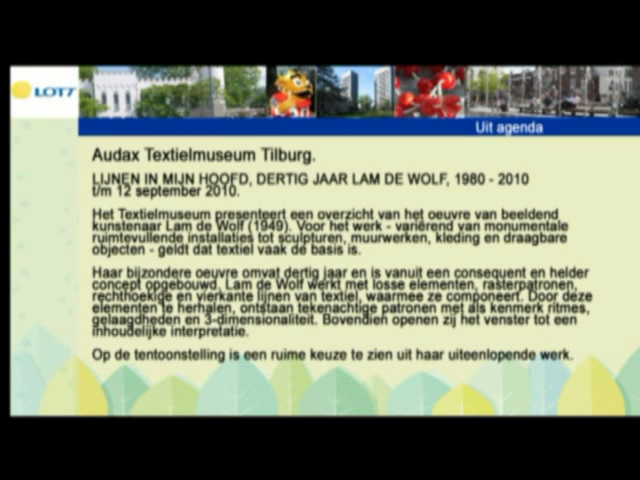 LOT7
Uit agenda
Audax Textielmuseum Tilburg.
LIJNEN IN MIJN HOOFD, DERTIG JAAR LAM DE WOLF, 1980 - 2010
t/m 12 september 2010.
Het Textielmuseum presenteert een overzicht van het oeuvre van beeldend
kunstenaar Lam de Wolf (1949). Voor het werk - variërend van monumentale
ruimtevullende installaties tot sculpturen, muurwerken, kleding en draagbare
objecten - geldt dat textiel vaak de basis is.
Haar bijzondere oeuvre omvat dertig jaar en is vanuit een consequent en helder
concept opgebouwd. Lam de Wolf werkt met losse elementen, rasterpatronen,
rechthoekige en vierkante lijnen van textiel, waarmee ze componeert. Door deze
elementen te herhalen, ontstaan tekenachtige patronen met als kenmerk ritmes,
gelaagdheden en 3-dimensionaliteit. Bovendien openen zij het venster tot een
inhoudelijke interpretatie.
Op de tentoonstelling is een ruime keuze te zien uit haar uiteenlopende werk.